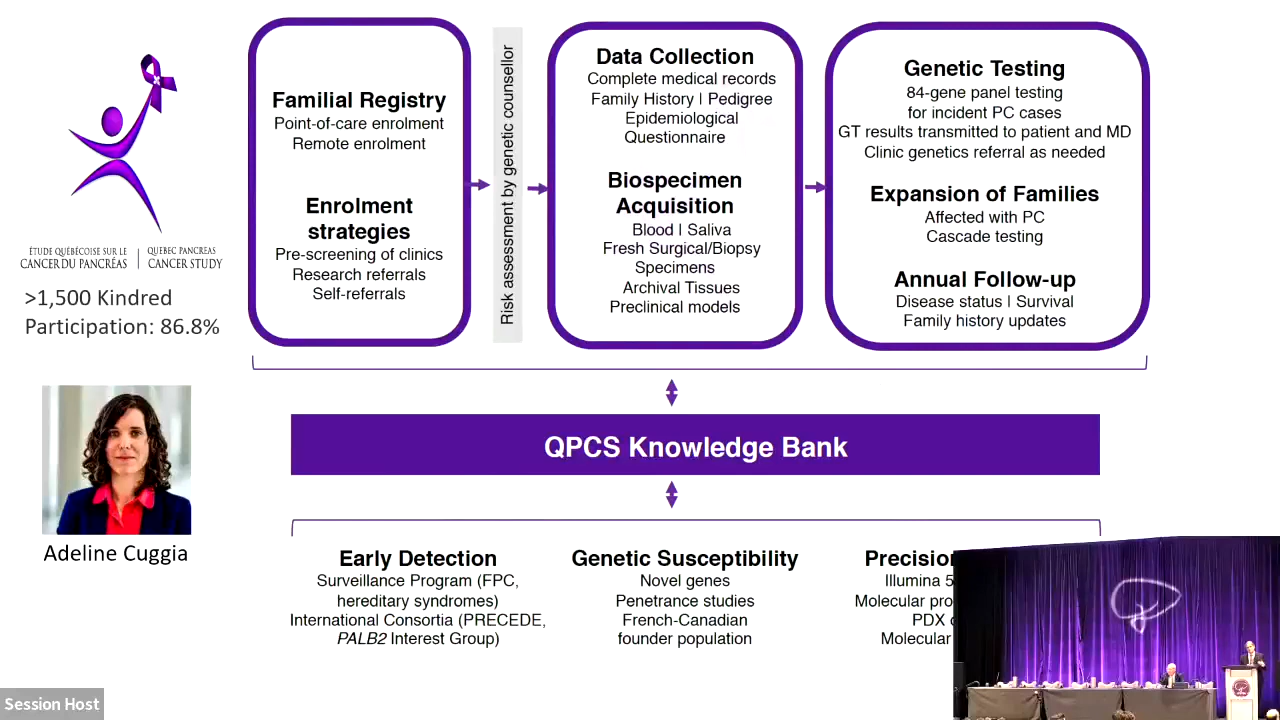 ÉTUDE QUÉBÉCOISE SUR LE
CANCER DU PANCRÉAS
QUEBEC PANCREAS
CANCER STUDY
>1,500 Kindred
Participation: 86.8%
Adeline Cuggia
Familial Registry
Point-of-care enrolment
Remote enrolment
Enrolment
strategies
Pre-screening of clinics
Research referrals
Self-referrals
Risk assessment by genetic counsellor
Data Collection
Complete medical records
Family History | Pedigree
Epidemiological
Questionnaire
Biospecimen
Acquisition
Blood | Saliva
Fresh Surgical/Biopsy
Specimens
Archival Tissues
Preclinical models
Genetic Testing
84-gene panel testing
for incident PC cases
GT results transmitted to patient and MD
Clinic genetics referral as needed
Expansion of Families
Affected with PC
Cascade testing
Annual Follow-up
Disease status | Survival
Family history updates
QPCS Knowledge Bank
Early Detection
Surveillance Program (FPC,
hereditary syndromes)
International Consortia (PRECEDE,
PALB2 Interest Group)
Genetic Susceptibility
Novel genes
Penetrance studies
French-Canadian
founder population
Precision
Illumina 5
Molecular pro
PDX
Molecular
Session Host